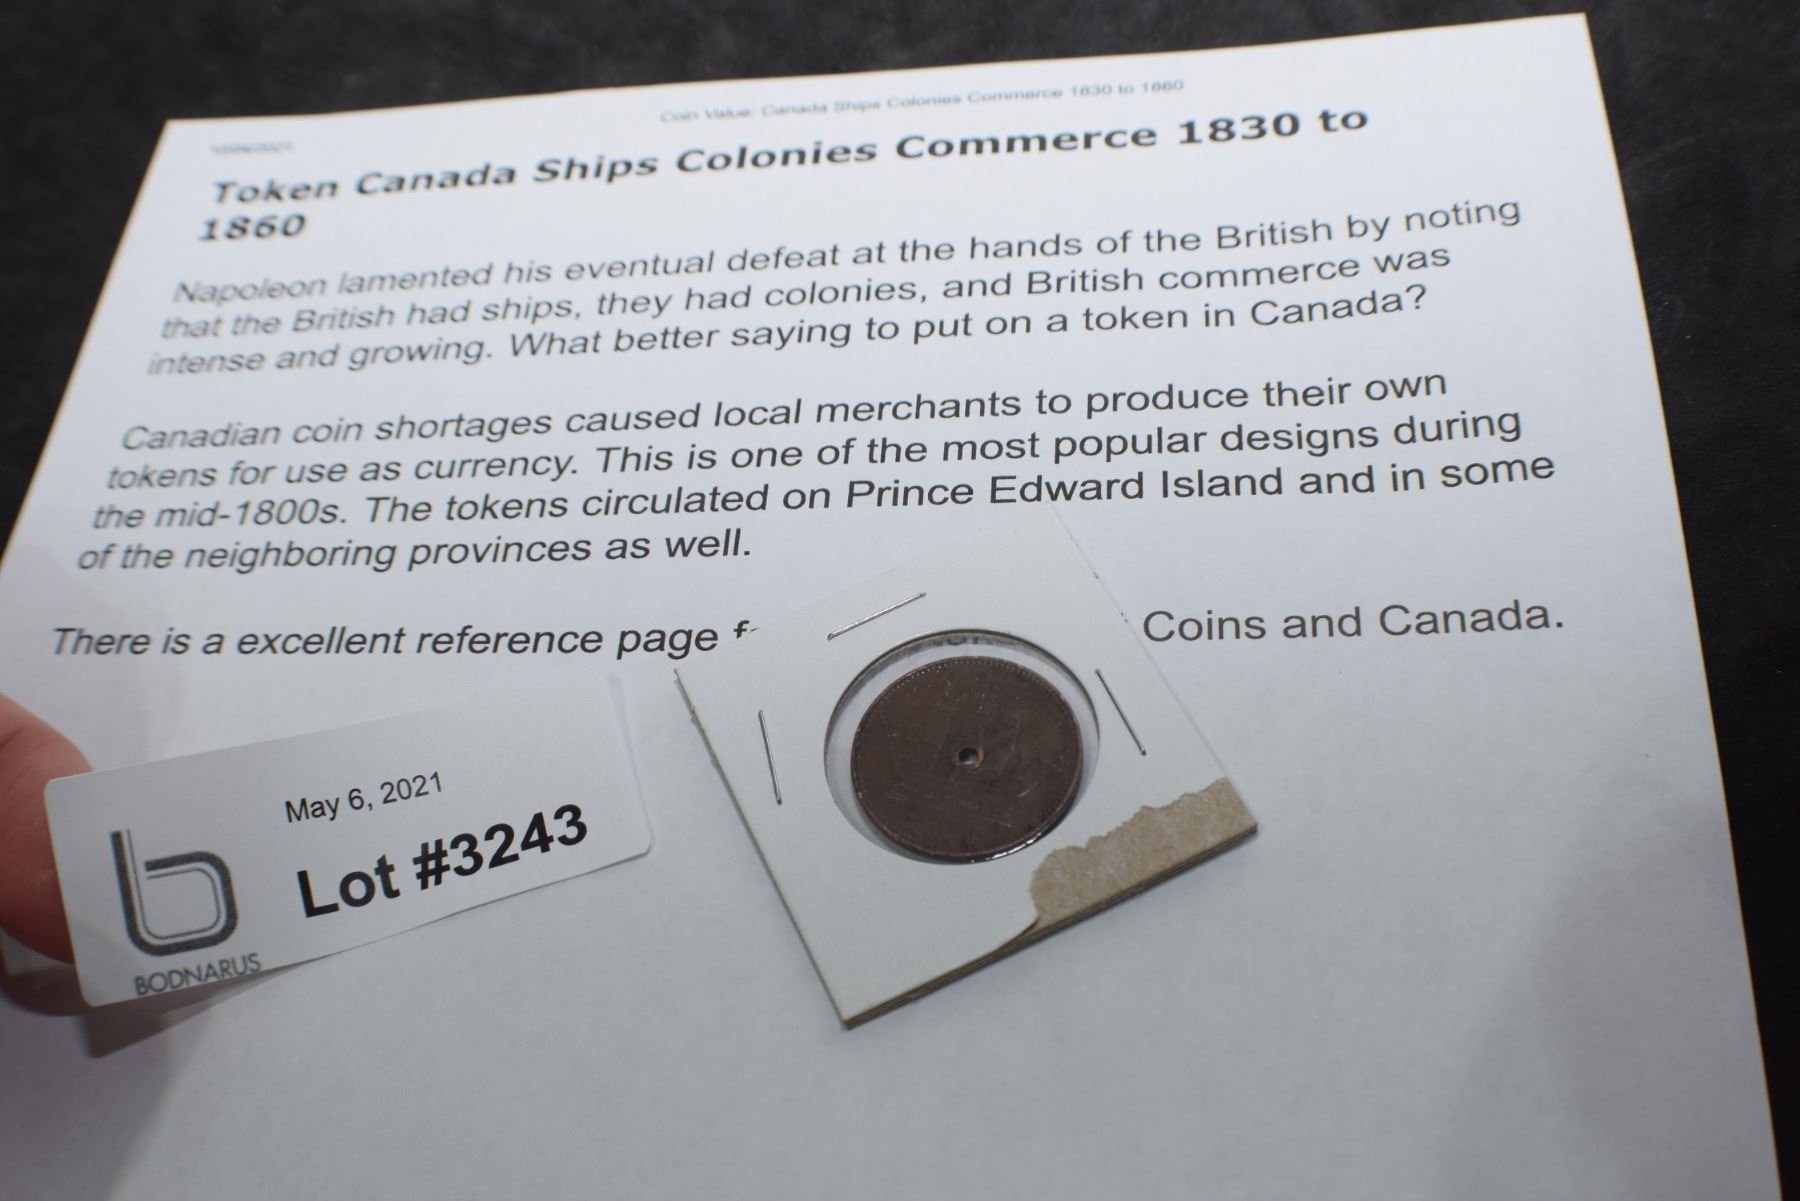 Coin Value: Canada Ships Colonies Commerce 1830 to 1860
Token Canada Ships Colonies Commerce 1830 to
1860
Napoleon lamented his eventual defeat at the hands of the British by noting
that the British had ships, they had colonies, and British commerce was
intense and growing. What better saying to put on a token in Canada?
Canadian coin shortages caused local merchants to produce their own
tokens for use as currency. This is one of the most popular designs during
the mid-1800s. The tokens circulated on Prince Edward Island and in some
of the neighboring provinces as well.
There is a excellent reference page Coins and Canada.
May 6, 2021
Lot #3243
b
BODNARUS